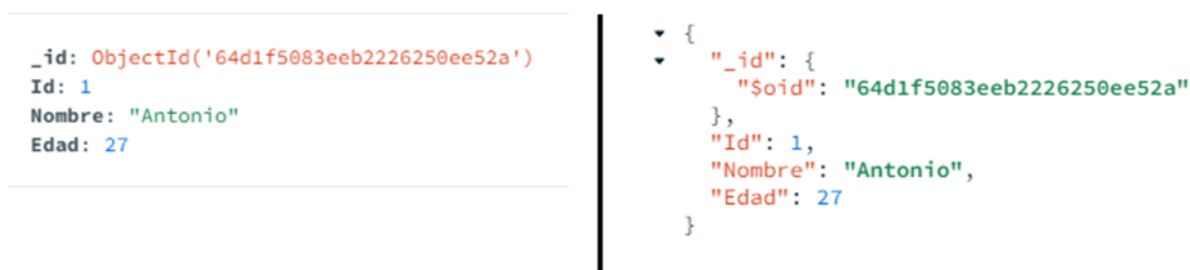 _id: ObjectId('64d1f5083eeb2226250ee52a')
Id: 1
Nombre: "Antonio"
Edad: 27
{
"_id": {
"$oid": "64d1f5083eeb2226250ee52a"
},
"Id": 1,
"Nombre": "Antonio",
"Edad": 27
}